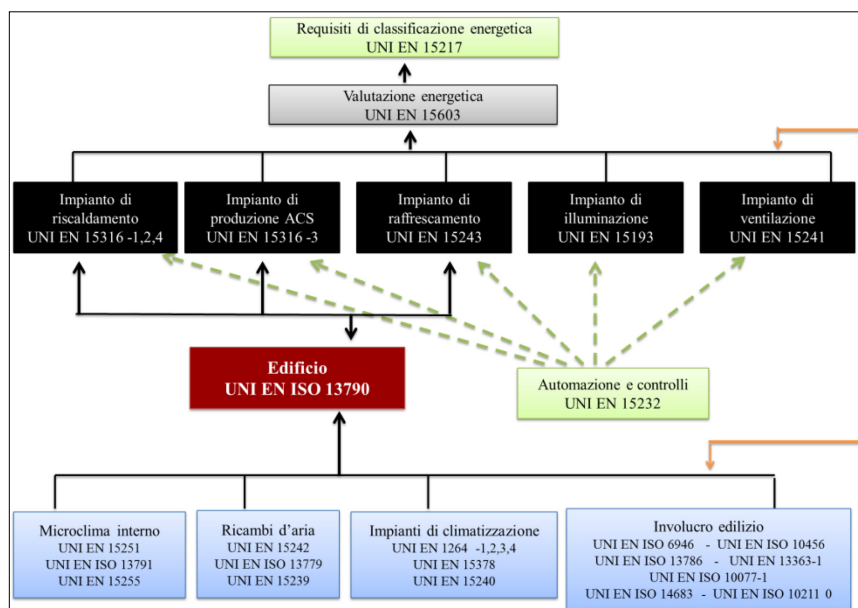 Requisiti di classificazione energetica
UNI EN 15217
Valutazione energetica
UNI EN 15603
Impianto di
riscaldamento
UNI EN 15316 -1,2,4
Impianto di
produzione ACS
UNI EN 15316 -3
Impianto di
raffrescamento
UNI EN 15243
Impianto di
illuminazione
UNI EN 15193
Impianto di
ventilazione
UNI EN 15241
Edificio
UNI EN ISO 13790
Automazione e controlli
UNI EN 15232
Microclima interno
UNI EN 15251
UNI EN ISO 13791
UNI EN 15255
Ricambi d'aria
UNI EN 15242
UNI EN ISO 13779
UNI EN 15239
Impianti di climatizzazione
UNI EN 1264 -1,2,3,4
UNI EN 15378
UNI EN 15240
Involucro edilizio
UNI EN ISO 6946 - UNI EN ISO 10456
UNI EN ISO 13786 - UNI EN 13363-1
UNI EN ISO 10077-1
UNI EN ISO 14683 - UNI EN ISO 10211 0